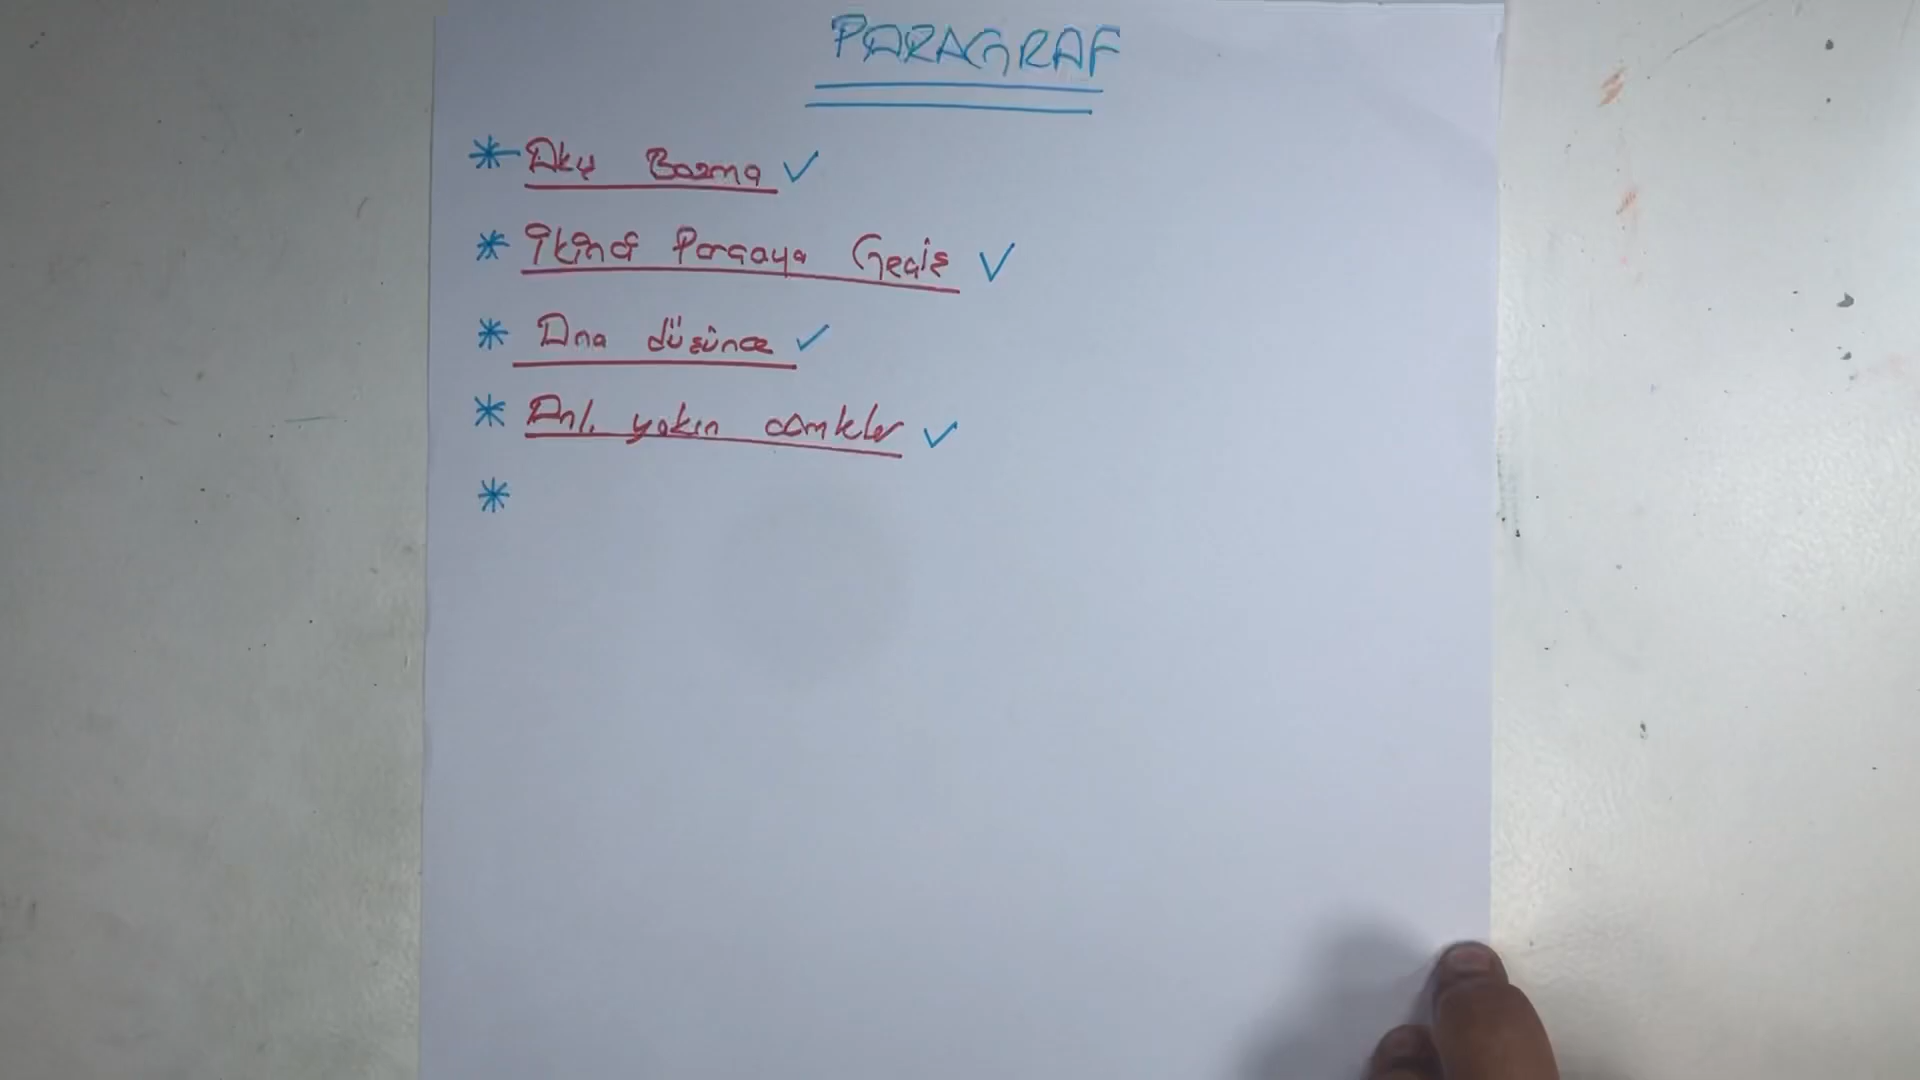 PARAGRAF
* Akış Bozma ✓
* İkinci Parçaya Geçiş ✓
* Ana düşünce ✓
* Anl. yakın cümleler ✓
*